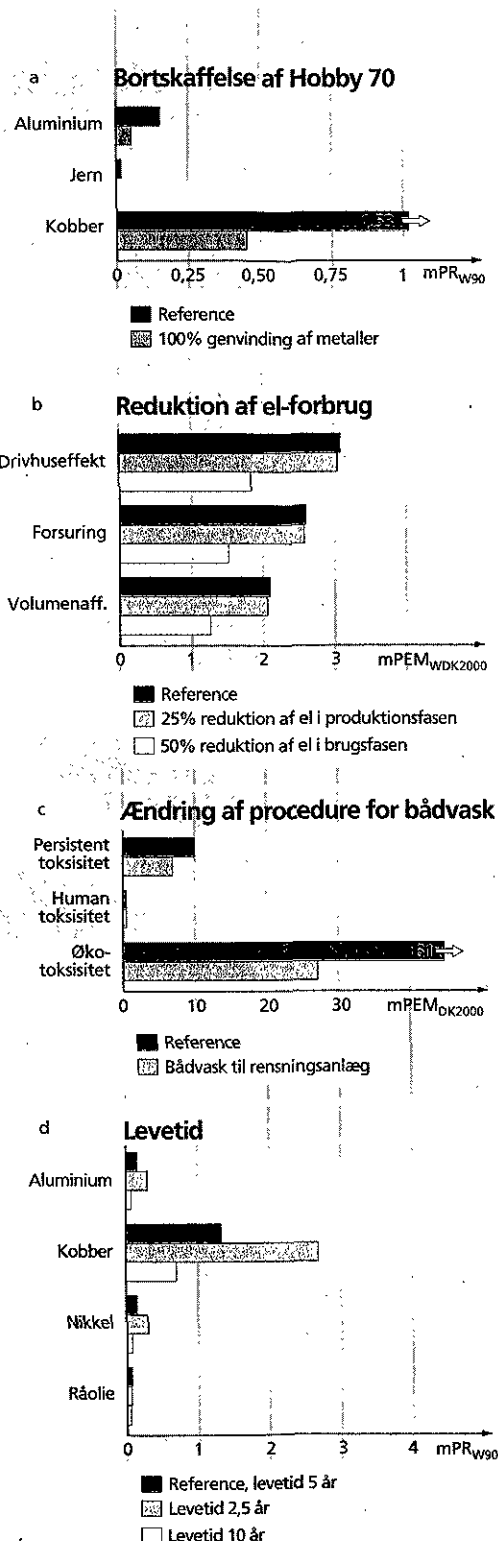 a
Bortskaffelse af Hobby 70
Aluminium
Jern
Kobber
0 0,25 0,50 0,75 1 mPR W90
Reference
100% genvinding af metaller
b
Reduktion af el-forbrug
Drivhuseffekt
Forsuring
Volumenaff.
0 1 2 3 mPEM WDK2000
Reference
25% reduktion af el i produktionsfasen
50% reduktion af el i brugsfasen
c
Ændring af procedure for bådvask
Persistent
toksisitet
Human
toksisitet
Øko-
toksisitet
0 10 20 30 mPEM DK2000
Reference
Bådvask til rensningsanlæg
d
Levetid
Aluminium
Kobber
Nikkel
Råolie
0 1 2 3 4 mPR W90
Reference, levetid 5 år
Levetid 2,5 år
Levetid 10 år